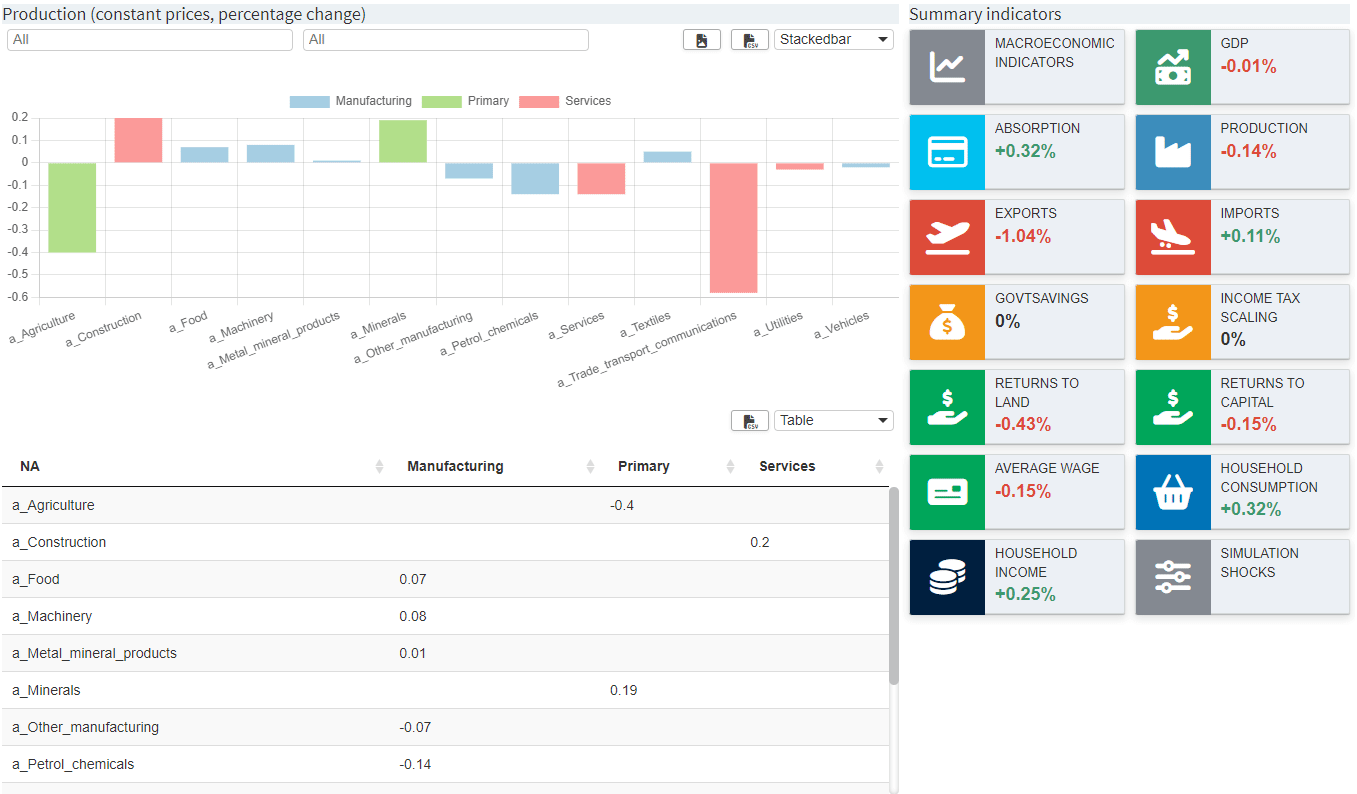 Production (constant prices, percentage change)
All
All
CSV
Stackedbar
Manufacturing
Primary
Services
0.2
0.1
0
-0.1
-0.2
-0.3
-0.4
-0.5
-0.6
a_Agriculture
a_Construction
a_Food
a_Machinery
a_Metal_mineral_products
a_Minerals
a_Other_manufacturing
a_Petrol_chemicals
a_Services
a_Textiles
a_Trade_transport_communications
a_Utilities
a_Vehicles
CSV
Table
NA Manufacturing Primary Services
a_Agriculture -0.4
a_Construction 0.2
a_Food 0.07
a_Machinery 0.08
a_Metal_mineral_products 0.01
a_Minerals 0.19
a_Other_manufacturing -0.07
a_Petrol_chemicals -0.14
Summary indicators
MACROECONOMIC
INDICATORS
GDP
-0.01%
ABSORPTION
+0.32%
PRODUCTION
-0.14%
EXPORTS
-1.04%
IMPORTS
+0.11%
GOVTSAVINGS
0%
INCOME TAX
SCALING
0%
RETURNS TO
LAND
-0.43%
RETURNS TO
CAPITAL
-0.15%
AVERAGE WAGE
-0.15%
HOUSEHOLD
CONSUMPTION
+0.32%
HOUSEHOLD
INCOME
+0.25%
SIMULATION
SHOCKS